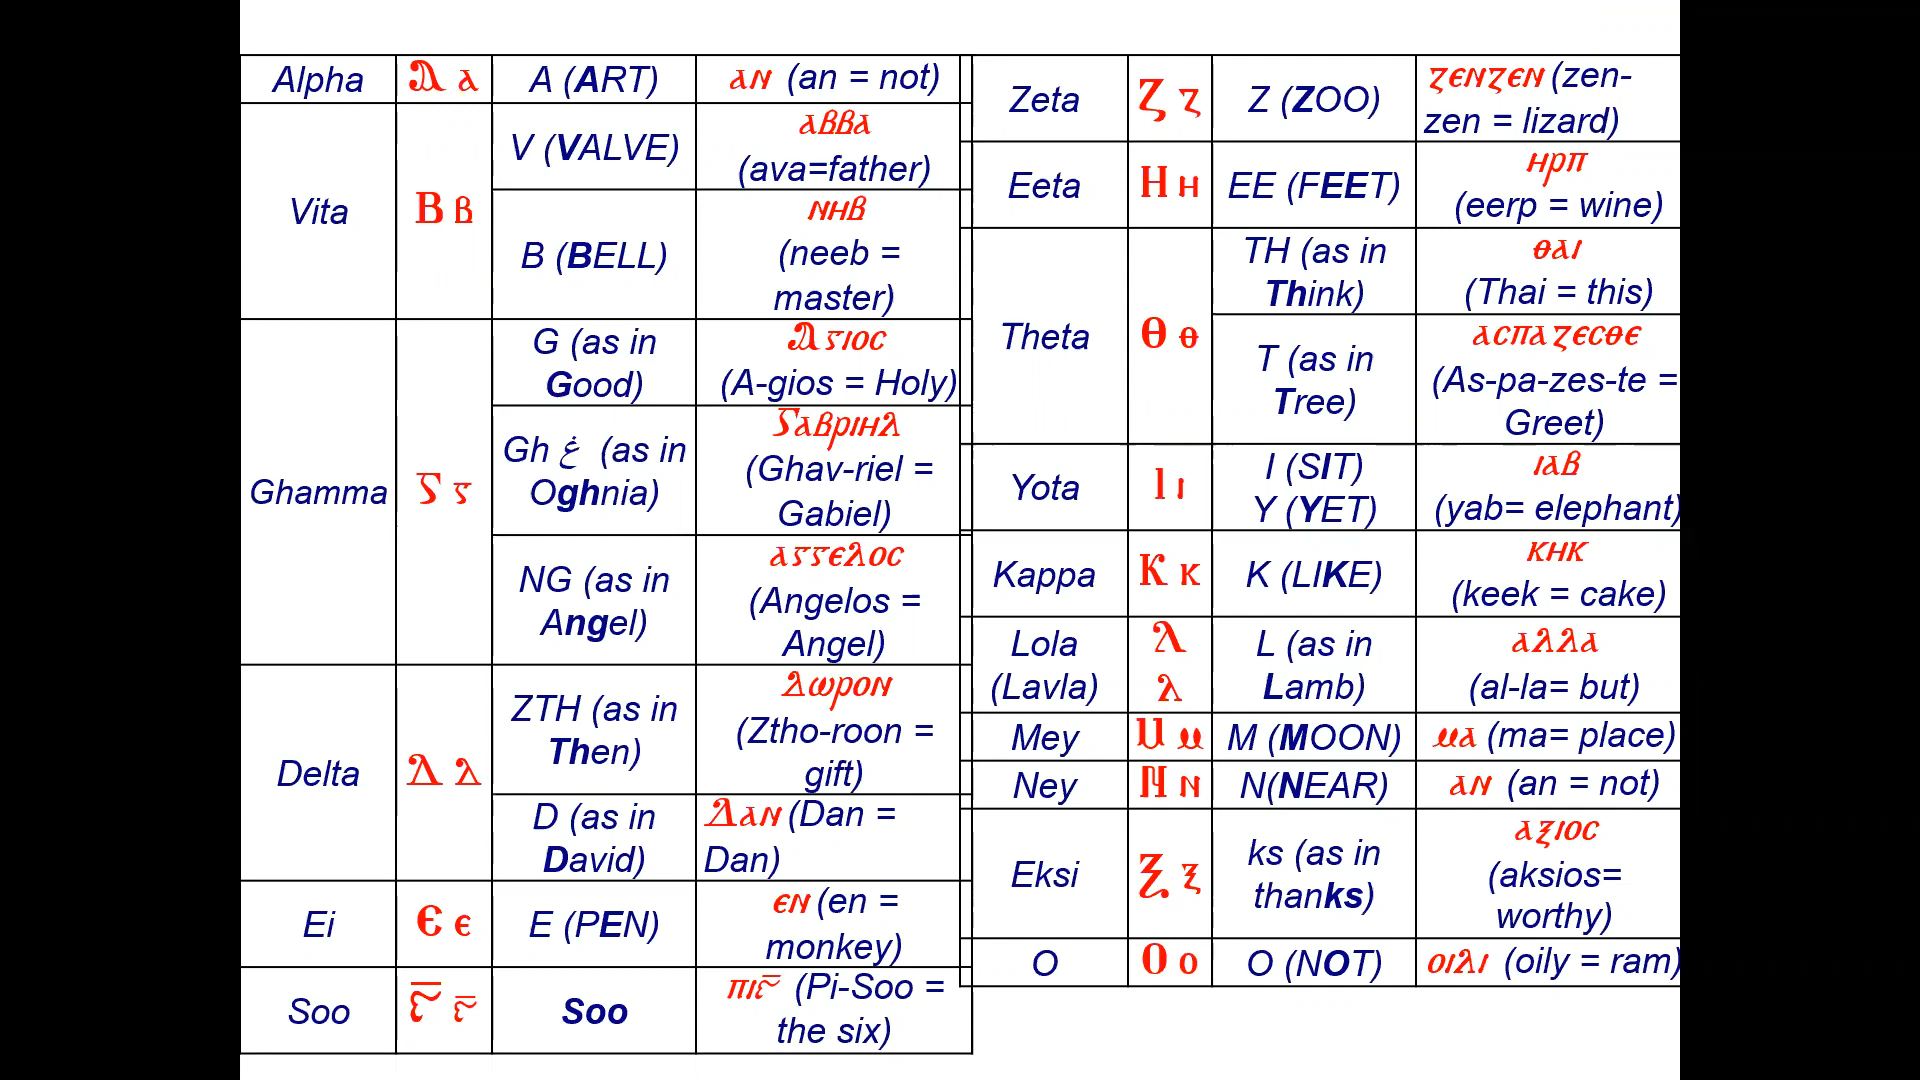 Alpha Ⲁ ⲁ A (ART) ⲁⲛ (an = not)
Vita Ⲃ ⲃ
V (VALVE) ⲁⲃⲃⲁ
(ava=father)
B (BELL) ⲛⲏⲃ
(neeb =
master)
Ghamma Ⲅ ⲅ
G (as in
Good)
Ⲁⲅⲓⲟⲥ
(A-gios = Holy)
Gh غ (as in
Oghnia)
Ⲅⲁⲃⲣⲓⲏⲗ
(Ghav-riel =
Gabiel)
NG (as in
Angel)
ⲁⲅⲅⲉⲗⲟⲥ
(Angelos =
Angel)
Delta Ⲇ ⲇ
ZTH (as in
Then)
Ⲇⲱⲣⲟⲛ
(Ztho-roon =
gift)
D (as in
David)
Ⲇⲁⲛ (Dan =
Dan)
Ei Ⲉ ⲉ E (PEN)
ⲉⲛ (en =
monkey)
Soo Ⲋ̅ ⲋ̅ Soo
ⲡⲓⲋ̅ (Pi-Soo =
the six)
Zeta Ⲍ ⲍ Z (ZOO)
ⲍⲉⲛⲍⲉⲛ (zen-
zen = lizard)
Eeta Ⲏ ⲏ EE (FEET)
ⲏⲣⲡ
(eerp = wine)
Theta Ⲑ ⲑ
TH (as in
Think)
ⲑⲁⲓ
(Thai = this)
T (as in
Tree)
ⲁⲥⲡⲁⲍⲉⲥⲑⲉ
(As-pa-zes-te =
Greet)
Yota Ⲓ ⲓ
I (SIT)
Y (YET)
ⲓⲁⲃ
(yab= elephant)
Kappa Ⲕ ⲕ K (LIKE)
ⲕⲏⲕ
(keek = cake)
Lola
(Lavla)
Ⲗ
ⲗ
L (as in
Lamb)
ⲁⲗⲗⲁ
(al-la= but)
Mey Ⲙ ⲙ M (MOON) ⲙⲁ (ma= place)
Ney Ⲛ ⲛ N(NEAR) ⲁⲛ (an = not)
Eksi Ⲝ ⲝ
ks (as in
thanks)
ⲁⲝⲓⲟⲥ
(aksios=
worthy)
O Ⲟ ⲟ O (NOT) ⲟⲓⲗⲓ (oily = ram)